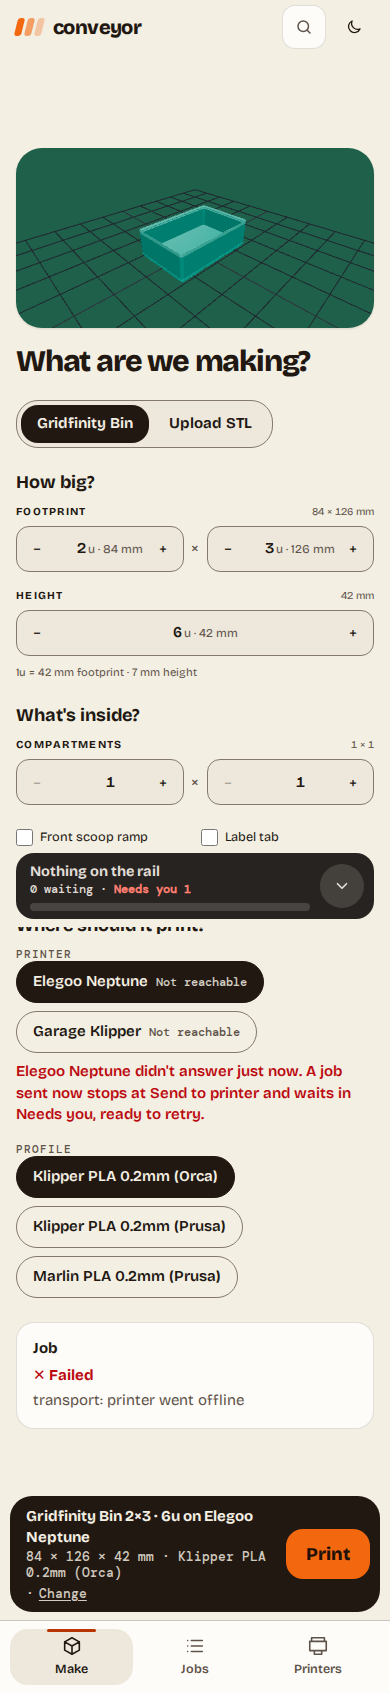 conveyor
What are we making?
Gridfinity Bin
Upload STL
How big?
FOOTPRINT
84 × 126 mm
− 2 u · 84 mm + × − 3 u · 126 mm +
HEIGHT
42 mm
− 6 u · 42 mm +
1u = 42 mm footprint · 7 mm height
What's inside?
COMPARTMENTS
1 × 1
− 1 + × − 1 +
Front scoop ramp
Label tab
Nothing on the rail
0 waiting · Needs you 1
Where should it print?
PRINTER
Elegoo Neptune Not reachable
Garage Klipper Not reachable
Elegoo Neptune didn't answer just now. A job
sent now stops at Send to printer and waits in
Needs you, ready to retry.
PROFILE
Klipper PLA 0.2mm (Orca)
Klipper PLA 0.2mm (Prusa)
Marlin PLA 0.2mm (Prusa)
Job
✕ Failed
transport: printer went offline
Gridfinity Bin 2×3 · 6u on Elegoo
Neptune
84 × 126 × 42 mm · Klipper PLA
0.2mm (Orca)
· Change
Print
Make
Jobs
Printers